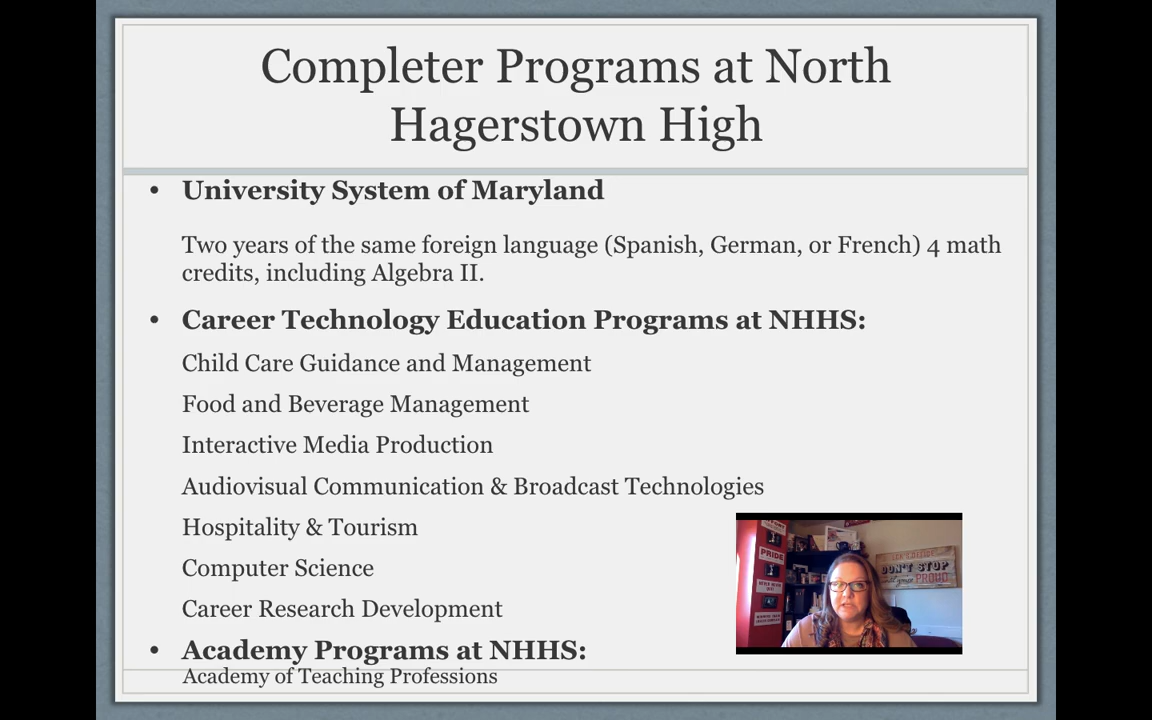 Completer Programs at North
Hagerstown High
• University System of Maryland
Two years of the same foreign language (Spanish, German, or French) 4 math
credits, including Algebra II.
• Career Technology Education Programs at NHHS:
Child Care Guidance and Management
Food and Beverage Management
Interactive Media Production
Audiovisual Communication & Broadcast Technologies
Hospitality & Tourism
Computer Science
Career Research Development
• Academy Programs at NHHS:
Academy of Teaching Professions
PRIDE
DON'T STOP
PROUD